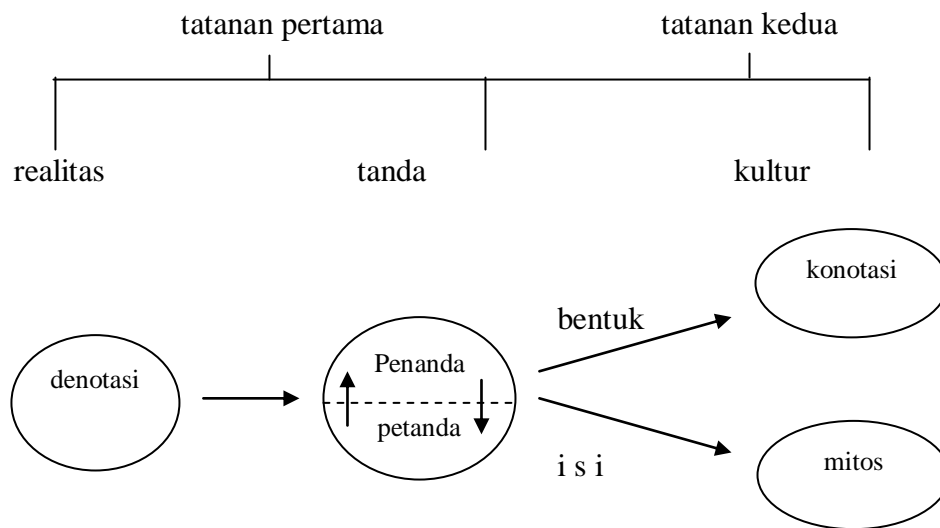 tatanan pertama tatanan kedua
realitas tanda kultur
konotasi
bentuk
denotasi Penanda
petanda
i s i mitos